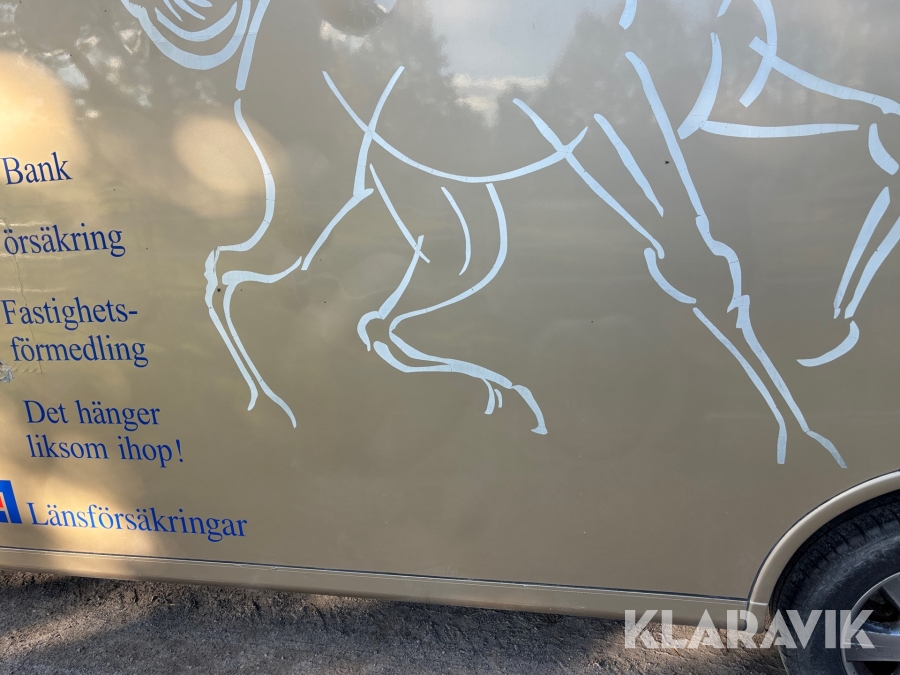 Bank
örsäkring
Fastighets-
förmedling
Det hänger
liksom ihop!
Länsförsäkringar
KLARAVIK